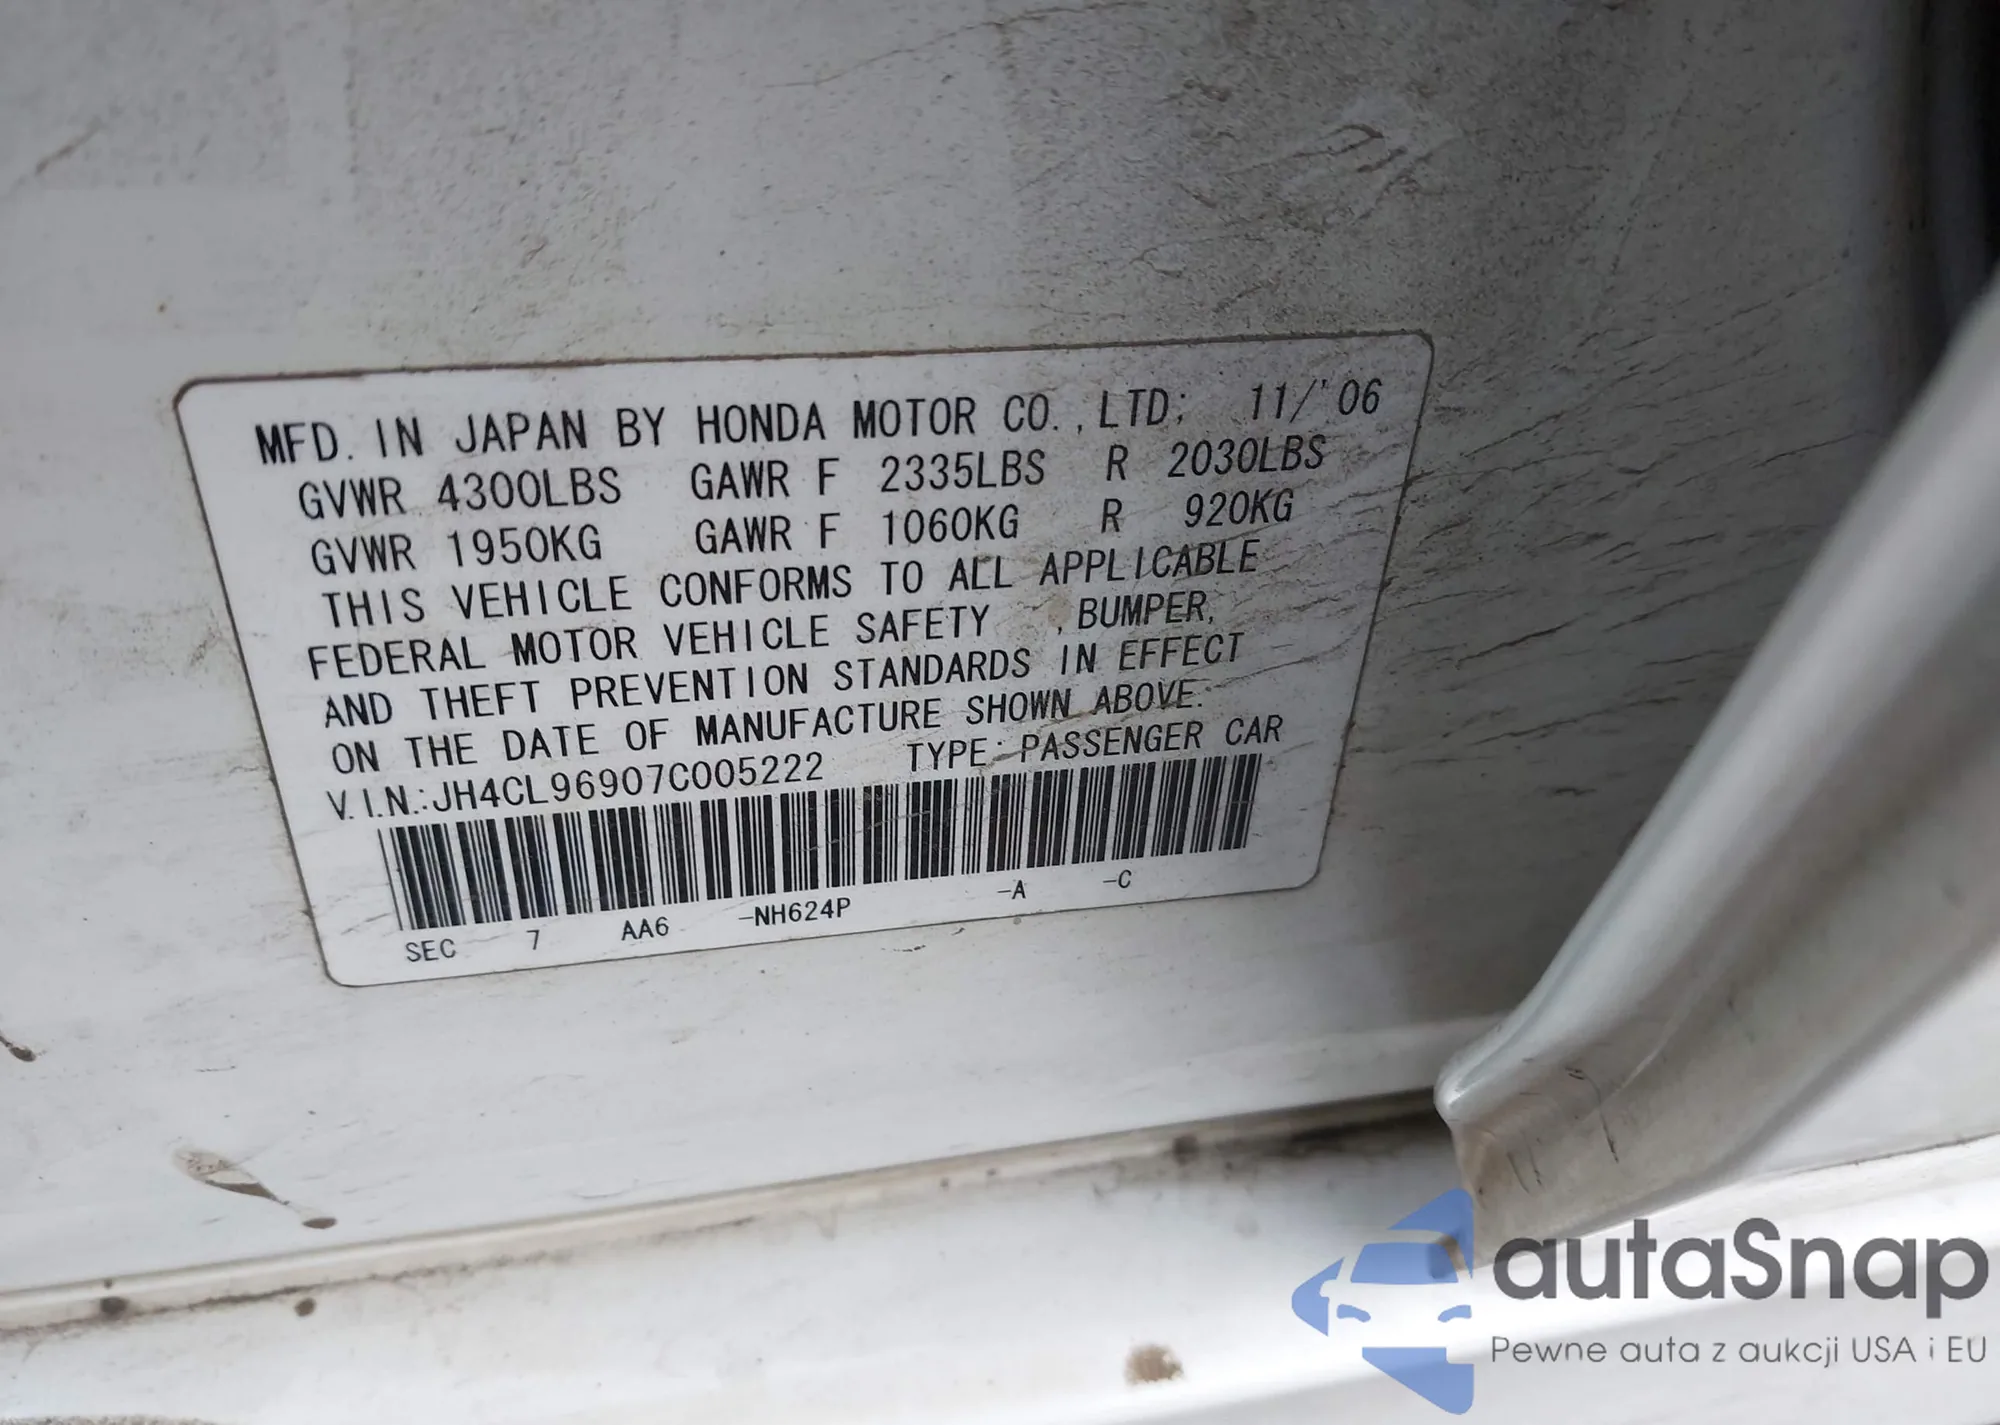 MFD. IN JAPAN BY HONDA MOTOR CO.,LTD; 11/'06
GVWR 4300LBS GAWR F 2335LBS R 2030LBS
GVWR 1950KG GAWR F 1060KG R 920KG
THIS VEHICLE CONFORMS TO ALL APPLICABLE
FEDERAL MOTOR VEHICLE SAFETY , BUMPER,
AND THEFT PREVENTION STANDARDS IN EFFECT
ON THE DATE OF MANUFACTURE SHOWN ABOVE.
V.I.N.:JH4CL96907C005222 TYPE: PASSENGER CAR
SEC 7 AA6 -NH624P -A -C
autaSnap
Pewne auta z aukcji USA i EU